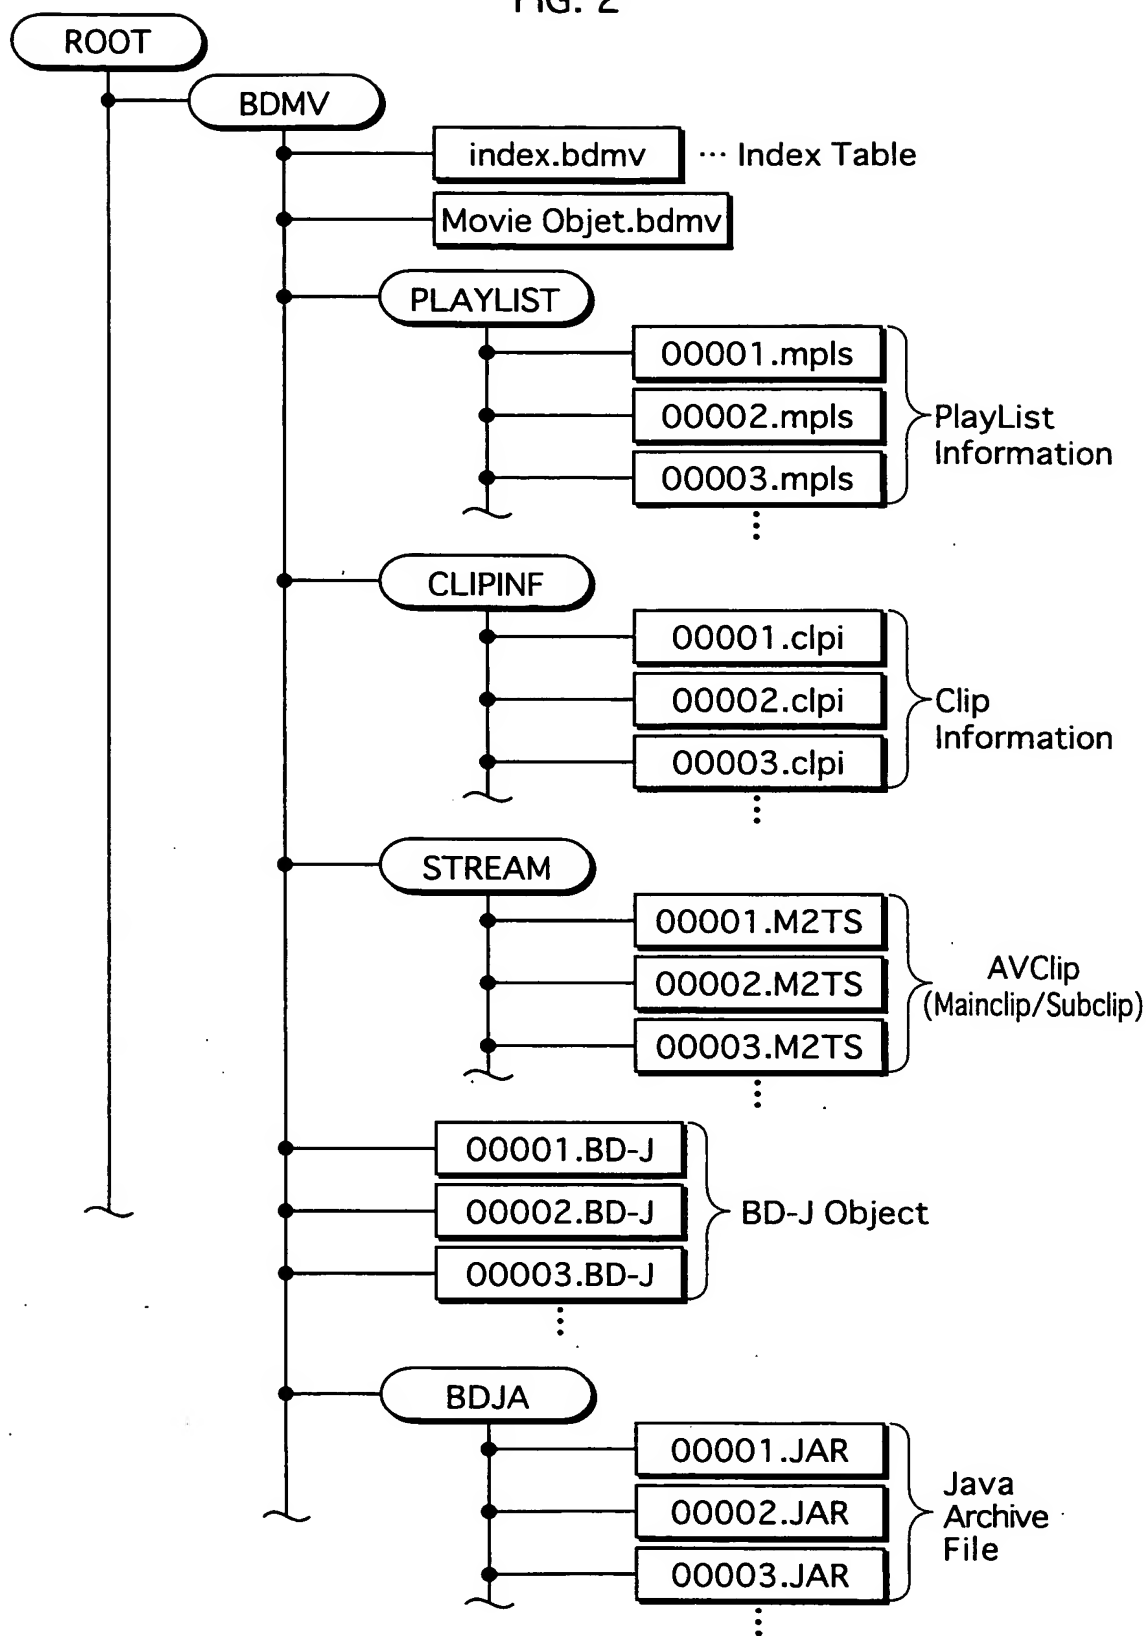 FIG. 2
ROOT
BDMV
index.bdmv ··· Index Table
Movie Objet.bdmv
PLAYLIST
00001.mpls
00002.mpls
00003.mpls
PlayList
Information
CLIPINF
00001.clpi
00002.clpi
00003.clpi
Clip
Information
STREAM
00001.M2TS
00002.M2TS
00003.M2TS
AVClip
(Mainclip/Subclip)
00001.BD-J
00002.BD-J
00003.BD-J
BD-J Object
BDJA
00001.JAR
00002.JAR
00003.JAR
Java
Archive
File